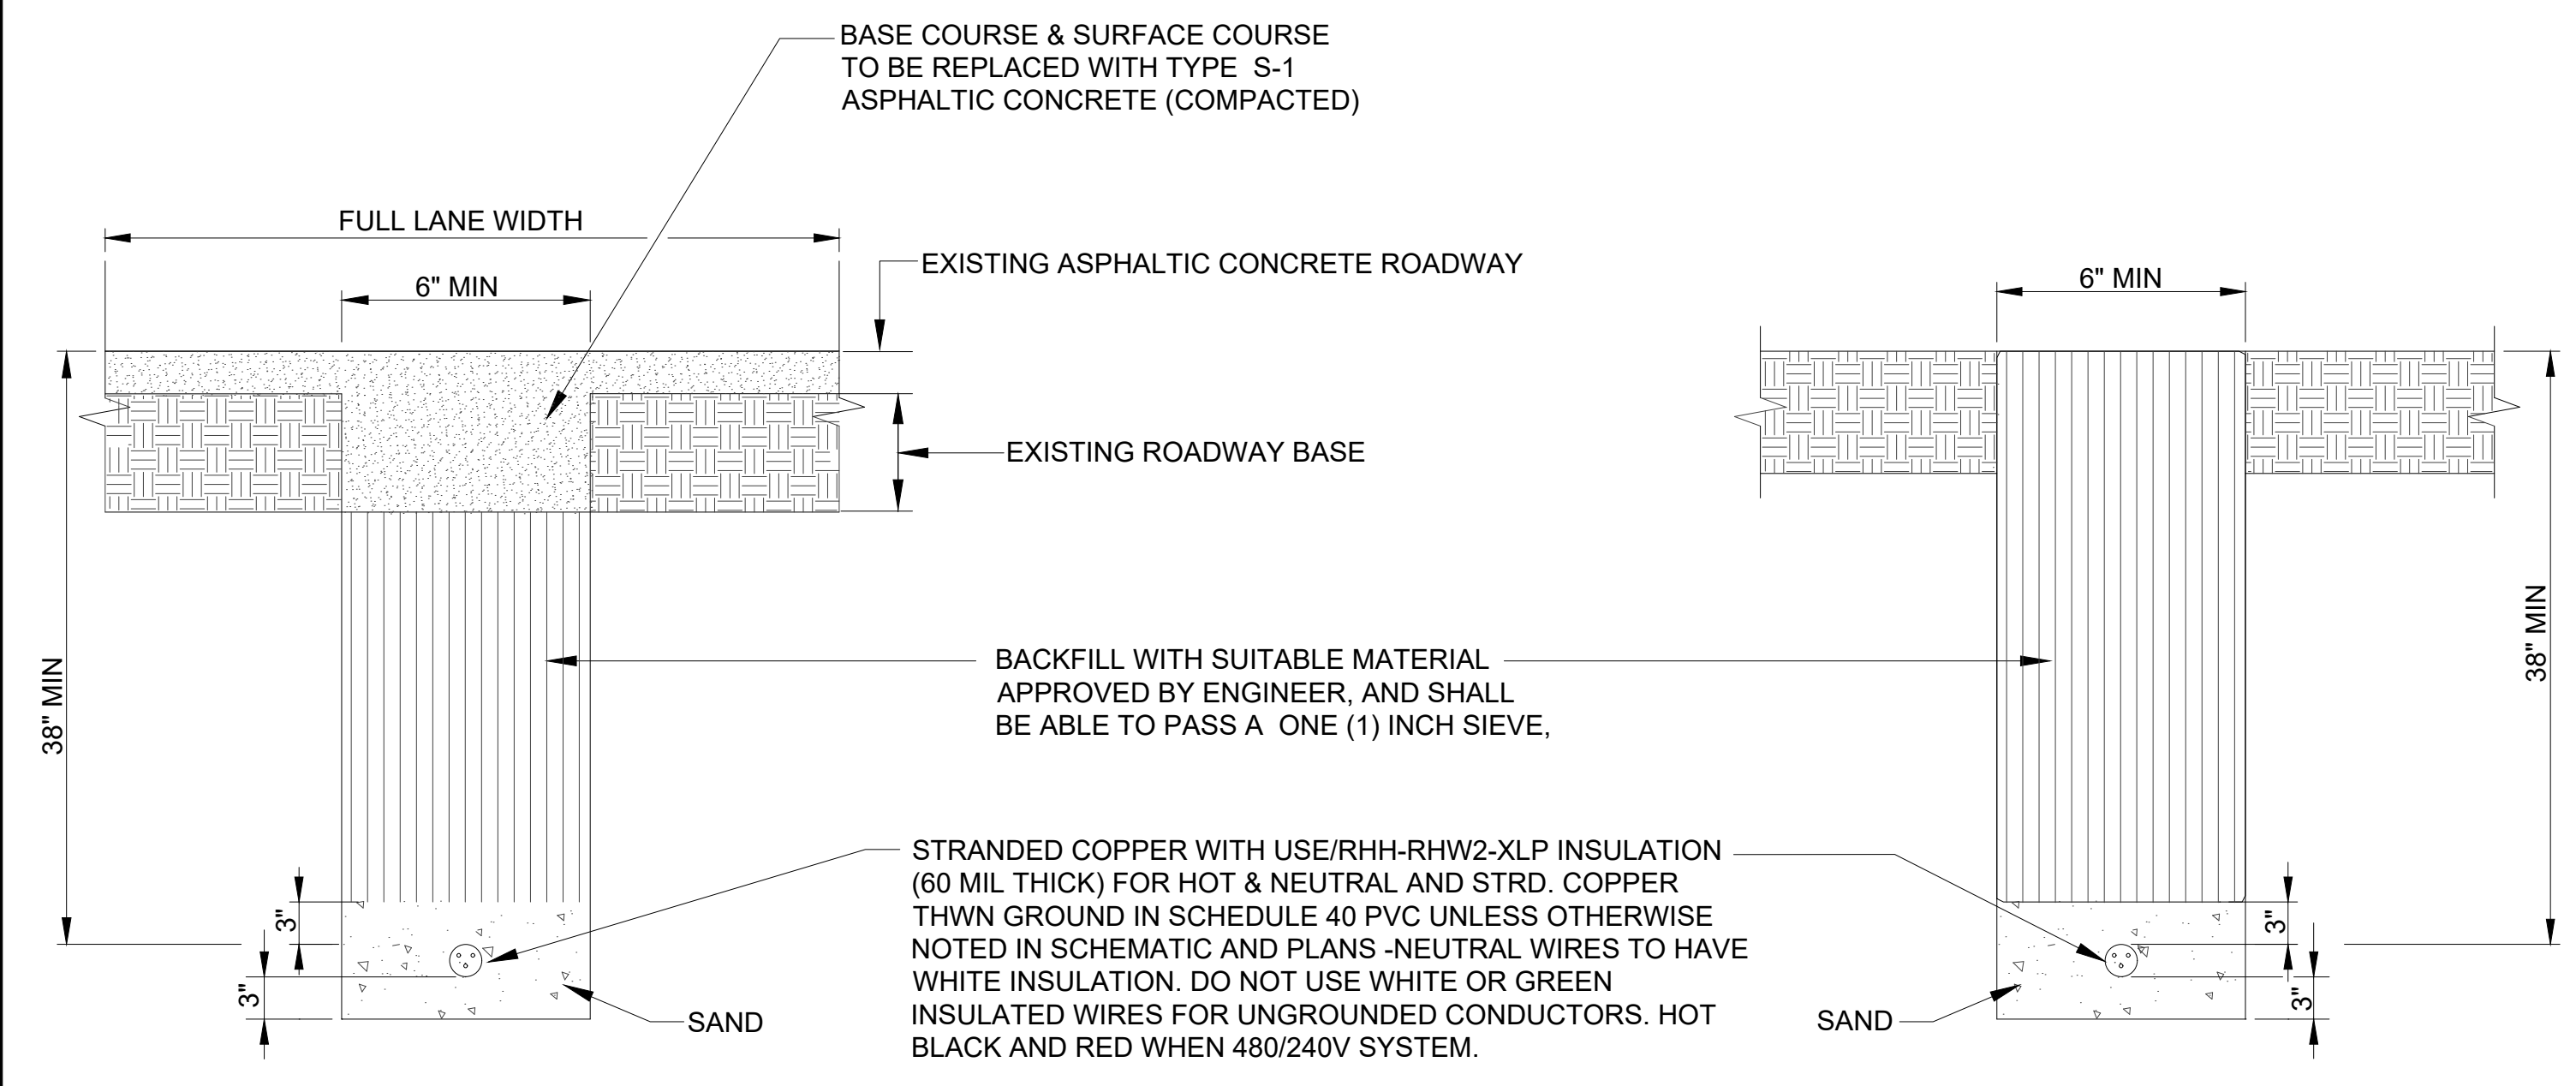 BASE COURSE & SURFACE COURSE
TO BE REPLACED WITH TYPE S-1
ASPHALTIC CONCRETE (COMPACTED)
FULL LANE WIDTH
6" MIN
EXISTING ASPHALTIC CONCRETE ROADWAY
6" MIN
EXISTING ROADWAY BASE
38" MIN
38" MIN
BACKFILL WITH SUITABLE MATERIAL
APPROVED BY ENGINEER, AND SHALL
BE ABLE TO PASS A ONE (1) INCH SIEVE,
STRANDED COPPER WITH USE/RHH-RHW2-XLP INSULATION
(60 MIL THICK) FOR HOT & NEUTRAL AND STRD. COPPER
THWN GROUND IN SCHEDULE 40 PVC UNLESS OTHERWISE
NOTED IN SCHEMATIC AND PLANS -NEUTRAL WIRES TO HAVE
WHITE INSULATION. DO NOT USE WHITE OR GREEN
INSULATED WIRES FOR UNGROUNDED CONDUCTORS. HOT
BLACK AND RED WHEN 480/240V SYSTEM.
3"
3"
SAND
3"
3"
SAND